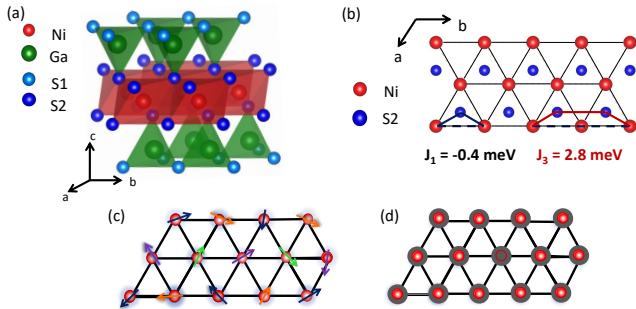 (a)
Ni
Ga
S1
S2
c
b
a
(b)
b
a
Ni
S2
J₁ = -0.4 meV
J₃ = 2.8 meV
(c)
(d)